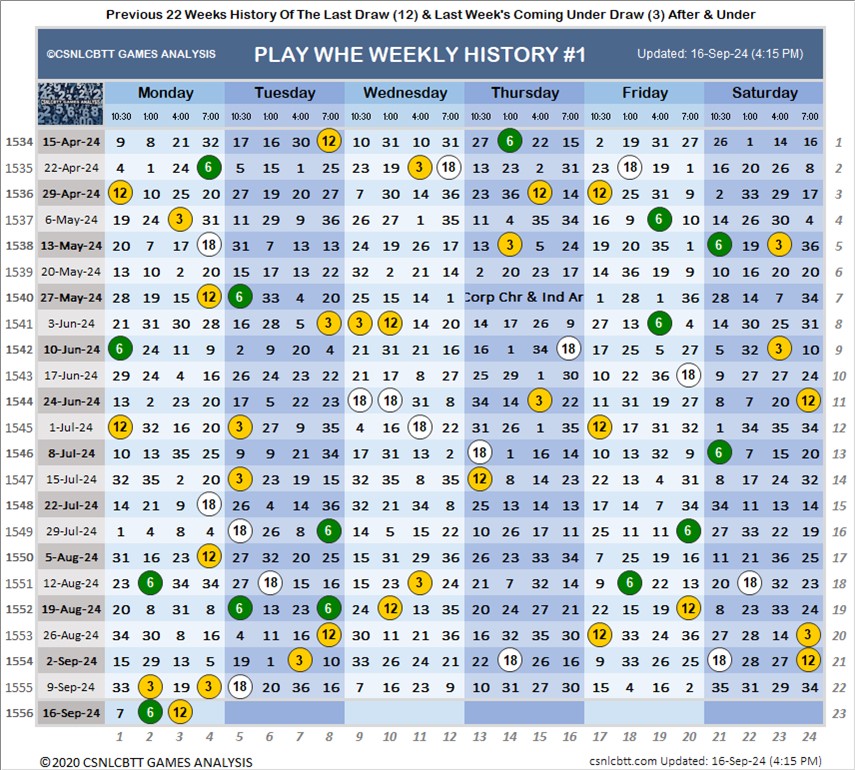 Previous 22 Weeks History Of The Last Draw (12) & Last Week's Coming Under Draw (3) After & Under
©CSNLCBTT GAMES ANALYSIS PLAY WHE WEEKLY HISTORY #1 Updated: 16-Sep-24 (4:15 PM)
CSNLCBTT GAMES ANALYSIS
Monday Tuesday Wednesday Thursday Friday Saturday
10:30 1:00 4:00 7:00 10:30 1:00 4:00 7:00 10:30 1:00 4:00 7:00 10:30 1:00 4:00 7:00 10:30 1:00 4:00 7:00 10:30 1:00 4:00 7:00
1534 15-Apr-24 9 8 21 32 17 16 30 12 10 31 10 31 27 6 22 15 2 19 31 27 26 1 14 16 1
1535 22-Apr-24 4 1 24 6 5 15 1 25 23 19 3 18 13 23 2 31 23 18 19 1 16 20 26 8 2
1536 29-Apr-24 12 10 25 20 27 19 20 27 7 30 14 36 23 36 12 14 12 25 31 9 2 33 29 17 3
1537 6-May-24 19 24 3 31 11 29 9 36 26 27 1 35 11 4 35 34 16 9 6 10 14 26 30 4 4
1538 13-May-24 20 7 17 18 31 7 13 13 24 19 26 17 13 3 5 24 19 20 35 1 6 19 3 36 5
1539 20-May-24 13 10 2 20 15 17 13 22 32 2 21 14 2 20 23 17 14 36 19 9 10 16 20 20 6
1540 27-May-24 28 19 15 12 6 33 4 20 25 15 14 1 Corp Chr & Ind Ar 1 28 1 36 28 14 7 34 7
1541 3-Jun-24 21 31 30 28 16 28 5 3 3 12 14 20 14 17 26 9 27 13 6 4 14 30 25 31 8
1542 10-Jun-24 6 24 11 9 2 9 20 4 21 31 21 16 16 1 34 18 17 25 5 27 5 32 3 10 9
1543 17-Jun-24 29 24 4 16 26 24 23 22 21 17 8 27 25 29 1 30 10 22 36 18 9 27 27 24 10
1544 24-Jun-24 13 2 23 20 17 5 22 23 18 18 31 8 34 14 3 22 11 31 19 27 8 7 20 12 11
1545 1-Jul-24 12 32 16 20 3 27 9 35 4 16 18 22 31 26 1 35 12 17 31 32 1 34 35 34 12
1546 8-Jul-24 10 13 35 25 9 9 21 34 17 31 13 2 18 1 16 14 10 13 32 9 6 7 15 20 13
1547 15-Jul-24 32 35 2 20 3 23 19 15 32 35 8 35 12 8 14 23 22 13 4 31 8 17 24 32 14
1548 22-Jul-24 14 21 9 18 26 4 14 36 32 21 34 8 25 13 14 13 17 14 7 34 34 11 13 14 15
1549 29-Jul-24 1 4 8 4 18 26 8 6 14 5 15 22 10 26 17 11 25 11 11 6 27 33 22 19 16
1550 5-Aug-24 31 16 23 12 27 32 20 25 15 31 29 36 26 23 33 34 7 25 19 16 11 21 36 25 17
1551 12-Aug-24 23 6 34 34 27 18 15 16 25 11 3 24 21 7 32 14 9 6 22 13 20 18 32 23 18
1552 19-Aug-24 20 8 31 8 6 13 23 6 24 12 13 35 20 24 27 21 22 15 19 12 8 23 33 24 19
1553 26-Aug-24 34 30 8 16 4 11 16 12 30 11 21 36 16 32 35 30 12 33 24 36 27 28 14 3 20
1554 2-Sep-24 15 29 13 5 19 1 3 10 33 26 24 21 22 18 26 16 9 33 26 25 18 28 27 12 21
1555 9-Sep-24 33 3 19 3 18 20 36 16 7 16 23 9 10 31 27 30 15 4 16 2 35 31 29 34 22
1556 16-Sep-24 7 6 12 23
1 2 3 4 5 6 7 8 9 10 11 12 13 14 15 16 17 18 19 20 21 22 23 24
©2020 CSNLCBTT GAMES ANALYSIS csnlcbtt.com Updated: 16-Sep-24 (4:15 PM)